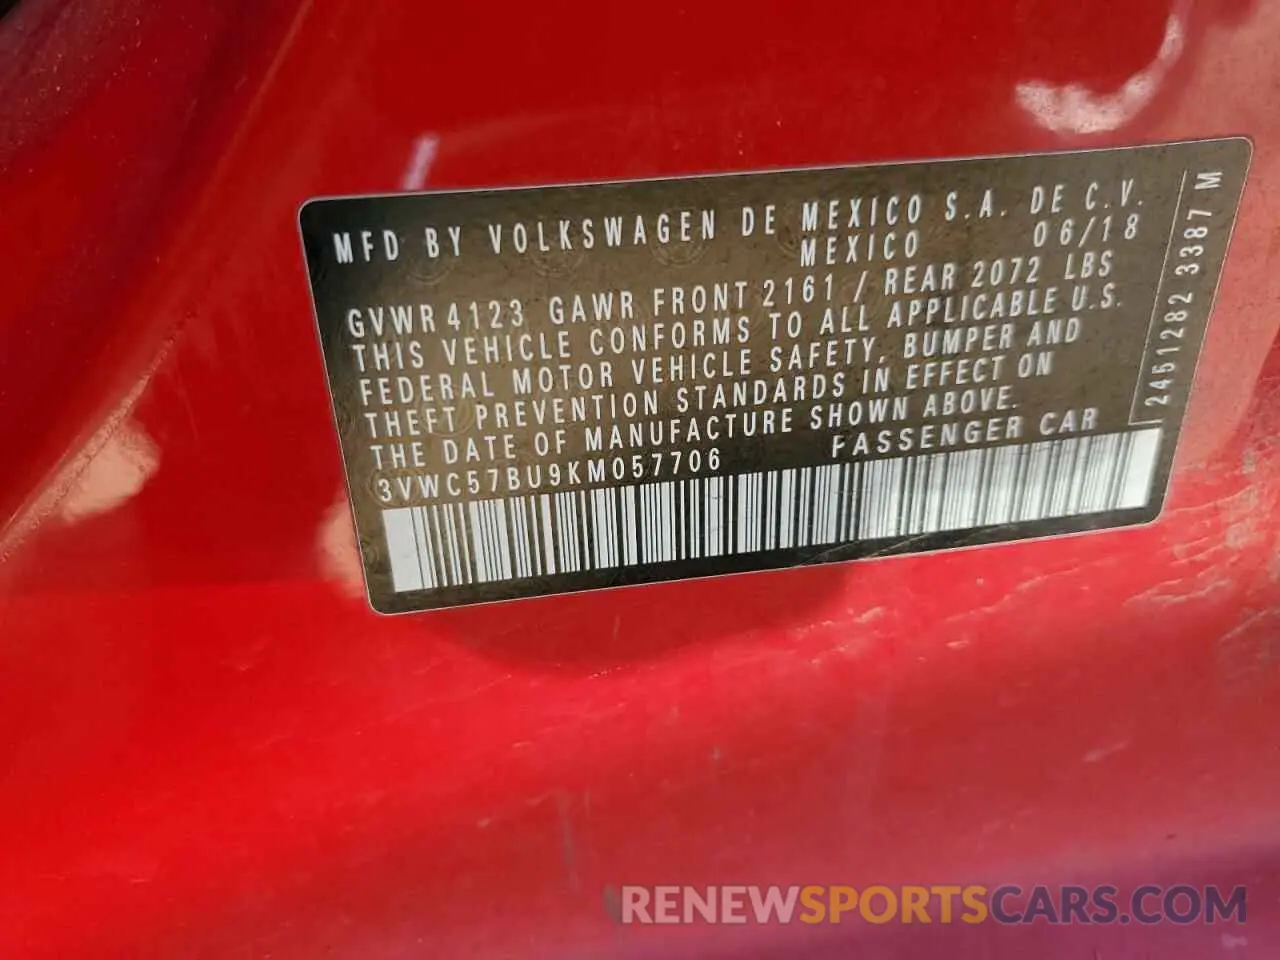 MFD BY VOLKSWAGEN DE MEXICO S.A. DE C.V.
MEXICO 06/18
GVWR 4123 GAWR FRONT 2161 / REAR 2072 LBS
THIS VEHICLE CONFORMS TO ALL APPLICABLE U.S.
FEDERAL MOTOR VEHICLE SAFETY, BUMPER AND
THEFT PREVENTION STANDARDS IN EFFECT ON
THE DATE OF MANUFACTURE SHOWN ABOVE.
3VWC57BU9KM057706 PASSENGER CAR
2451282 3387 M
RENEWSPORTSCARS.COM